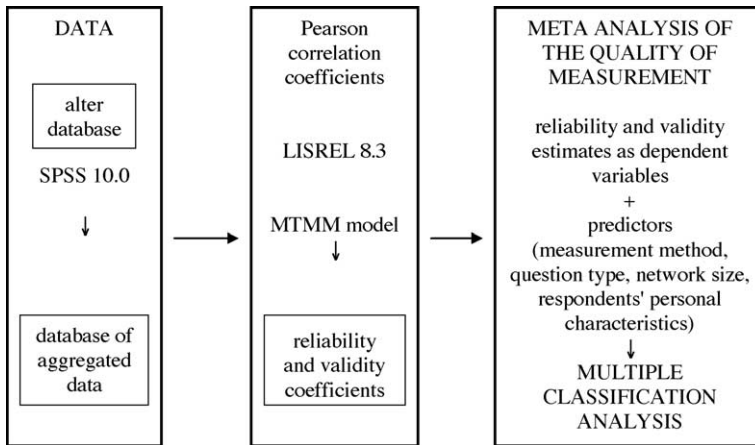 DATA
alter
database
SPSS 10.0
↓
database of
aggregated
data
Pearson
correlation
coefficients
LISREL 8.3
MTMM model
↓
reliability
and validity
coefficients
META ANALYSIS OF
THE QUALITY OF
MEASUREMENT
reliability and validity
estimates as dependent
variables
+
predictors
(measurement method,
question type, network size,
respondents' personal
characteristics)
↓
MULTIPLE
CLASSIFICATION
ANALYSIS